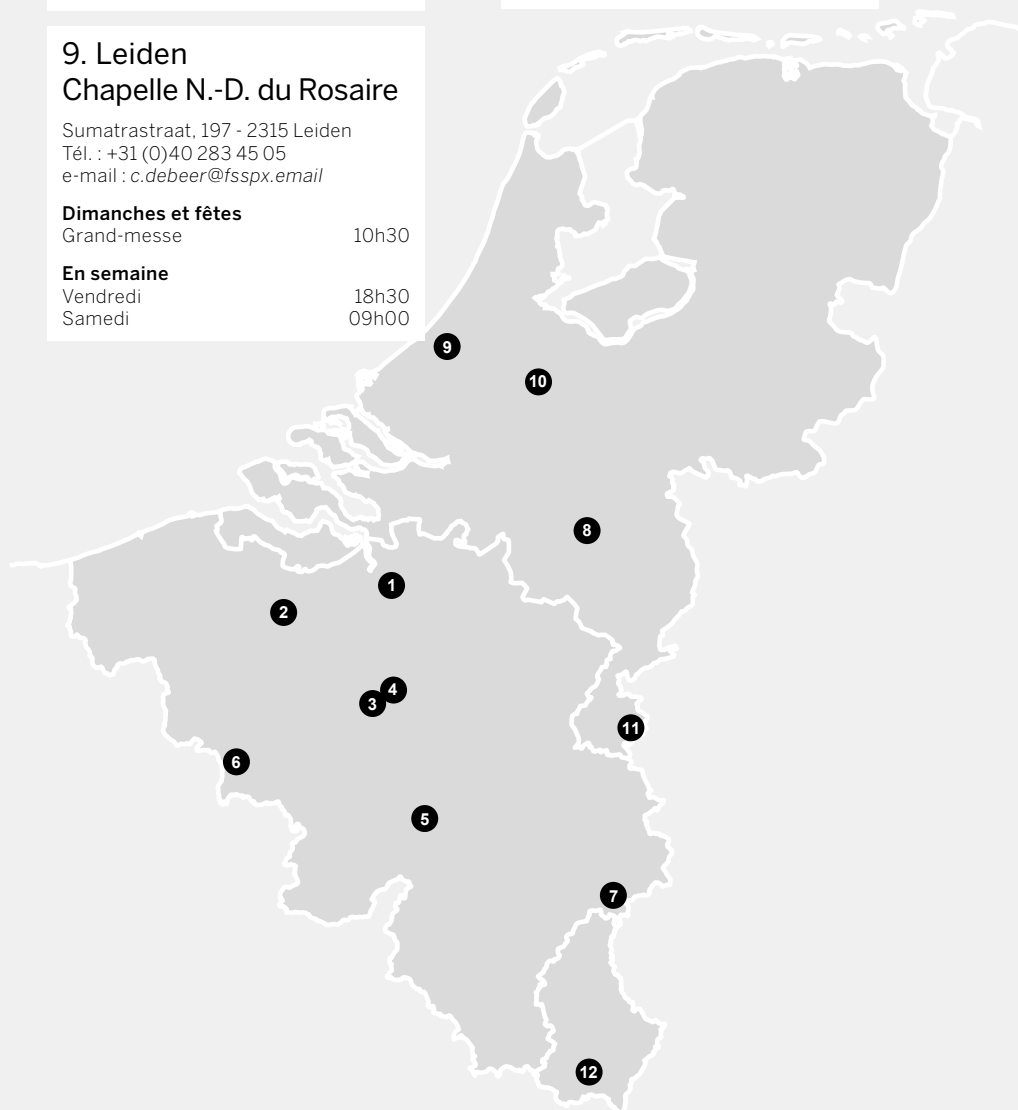 9. Leiden
Chapelle N.-D. du Rosaire
Sumatrastraat, 197 - 2315 Leiden
Tél. : +31 (0)40 283 45 05
e-mail : c.debeer@fsspx.email
Dimanches et fêtes
Grand-messe 10h30
En semaine
Vendredi 18h30
Samedi 09h00
9
10
8
1
2
4
3
11
6
5
7
12